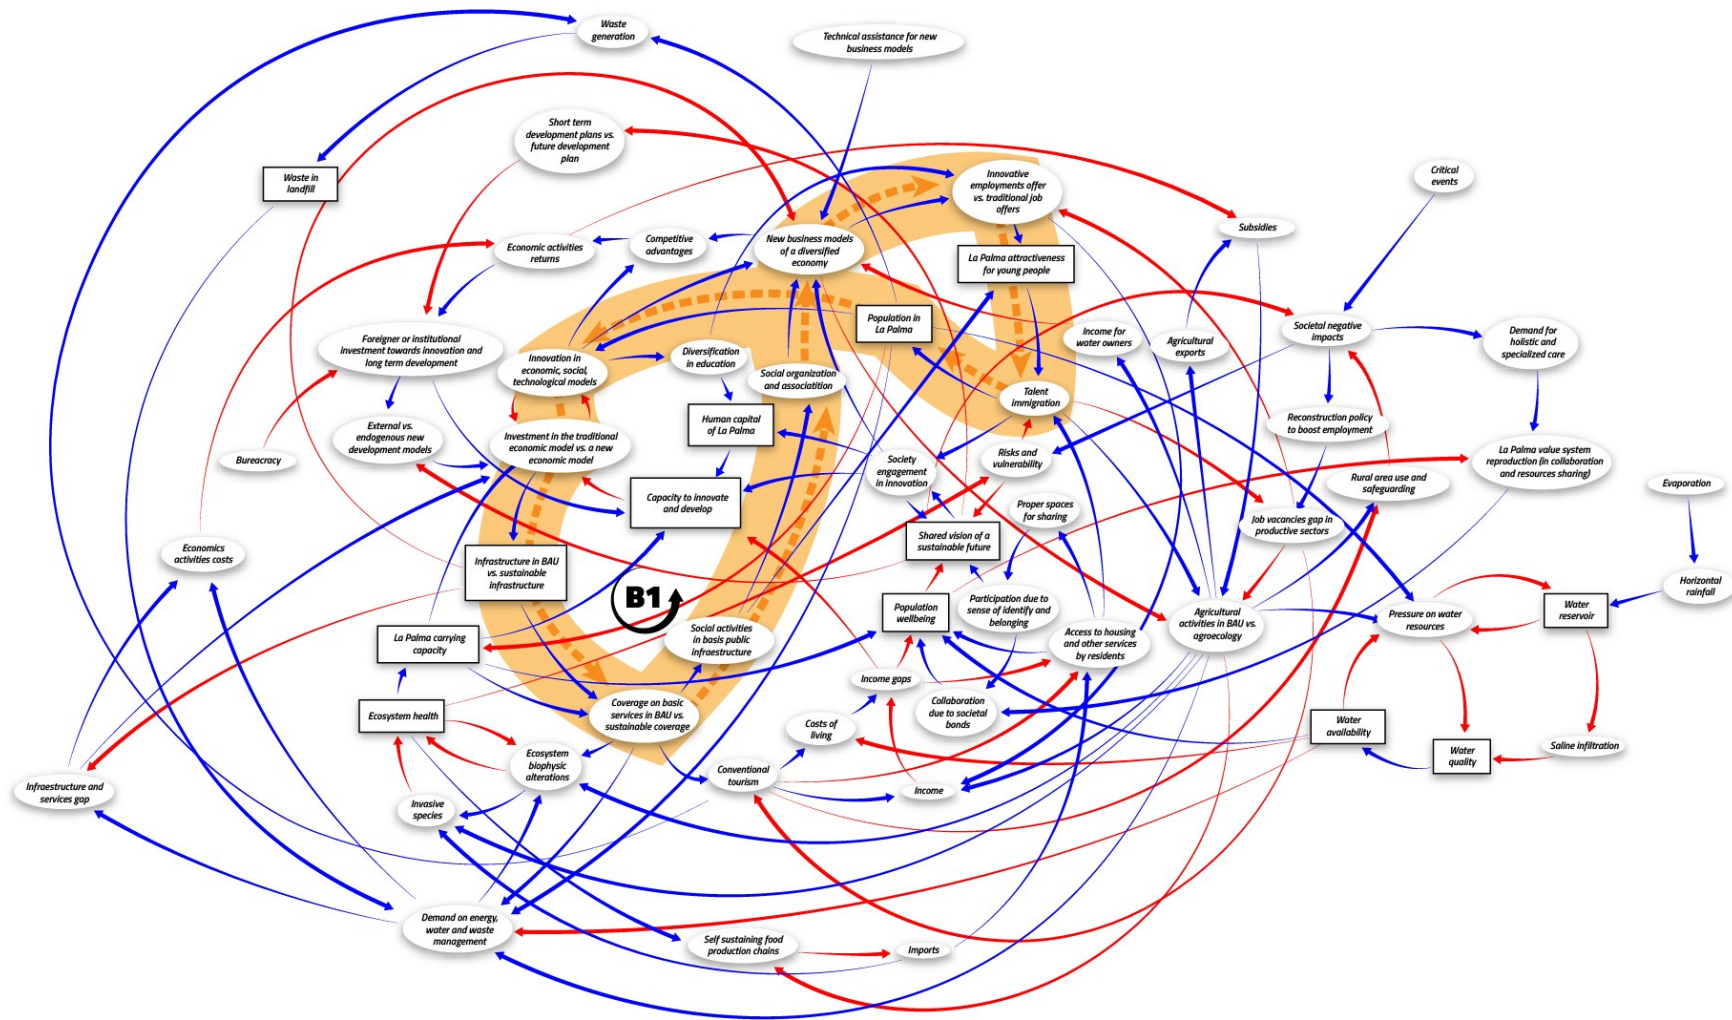 Waste
generation
Technical assistance for new
business models
Short term
development plans vs.
future development
plan
Waste in
landfill
Innovative
employments offer
vs. traditional job
offers
Critical
events
Economic activities
returns
Competitive
advantages
New business models
of a diversified
economy
La Palma attractiveness
for young people
Subsidies
Foreigner or institutional
investment towards innovation and
long term development
Innovation in
economic, social,
technological models
Diversification
in education
Population in
La Palma
Income for
water owners
Agricultural
exports
Societal negative
impacts
Demand for
holistic and
specialized care
Social organization
and associatition
Talent
immigration
External vs.
endogenous new
development models
Investment in the traditional
economic model vs. a new
economic model
Human capital
of La Palma
Reconstruction policy
to boost employment
Bureacracy
Society
engagement
in Innovation
Risks and
vulnerability
La Palma value system
reproduction (in collaboration
and resources sharing)
Rural area use and
safeguarding
Evaporation
Capacity to innovate
and develop
Proper spaces
for sharing
Job vacancies gap in
productive sectors
Economics
activities costs
Infrastructure in BAU
vs. sustainable
Infrastructure
Shared vision of a
sustainable future
Horizontal
rainfall
B1
Population
wellbeing
Participation due to
sense of identify and
belonging
Agricultural
activities in BAU vs.
agroecology
Pressure on water
resources
Water
reservoir
La Palma carrying
capacity
Social activities
in basis public
infraestructure
Access to housing
and other services
by residents
Income gaps
Ecosystem health
Coverage on basic
services in BAU vs.
sustainable coverage
Costs of
living
Collaboration
due to societal
bonds
Water
availability
Water
quality
Saline infiltration
Infraestructure and
services gap
Ecosystem
biophysic
alterations
Conventional
tourism
Income
Invasive
species
Demand on energy,
water and waste
management
Self sustaining food
production chains
Imports